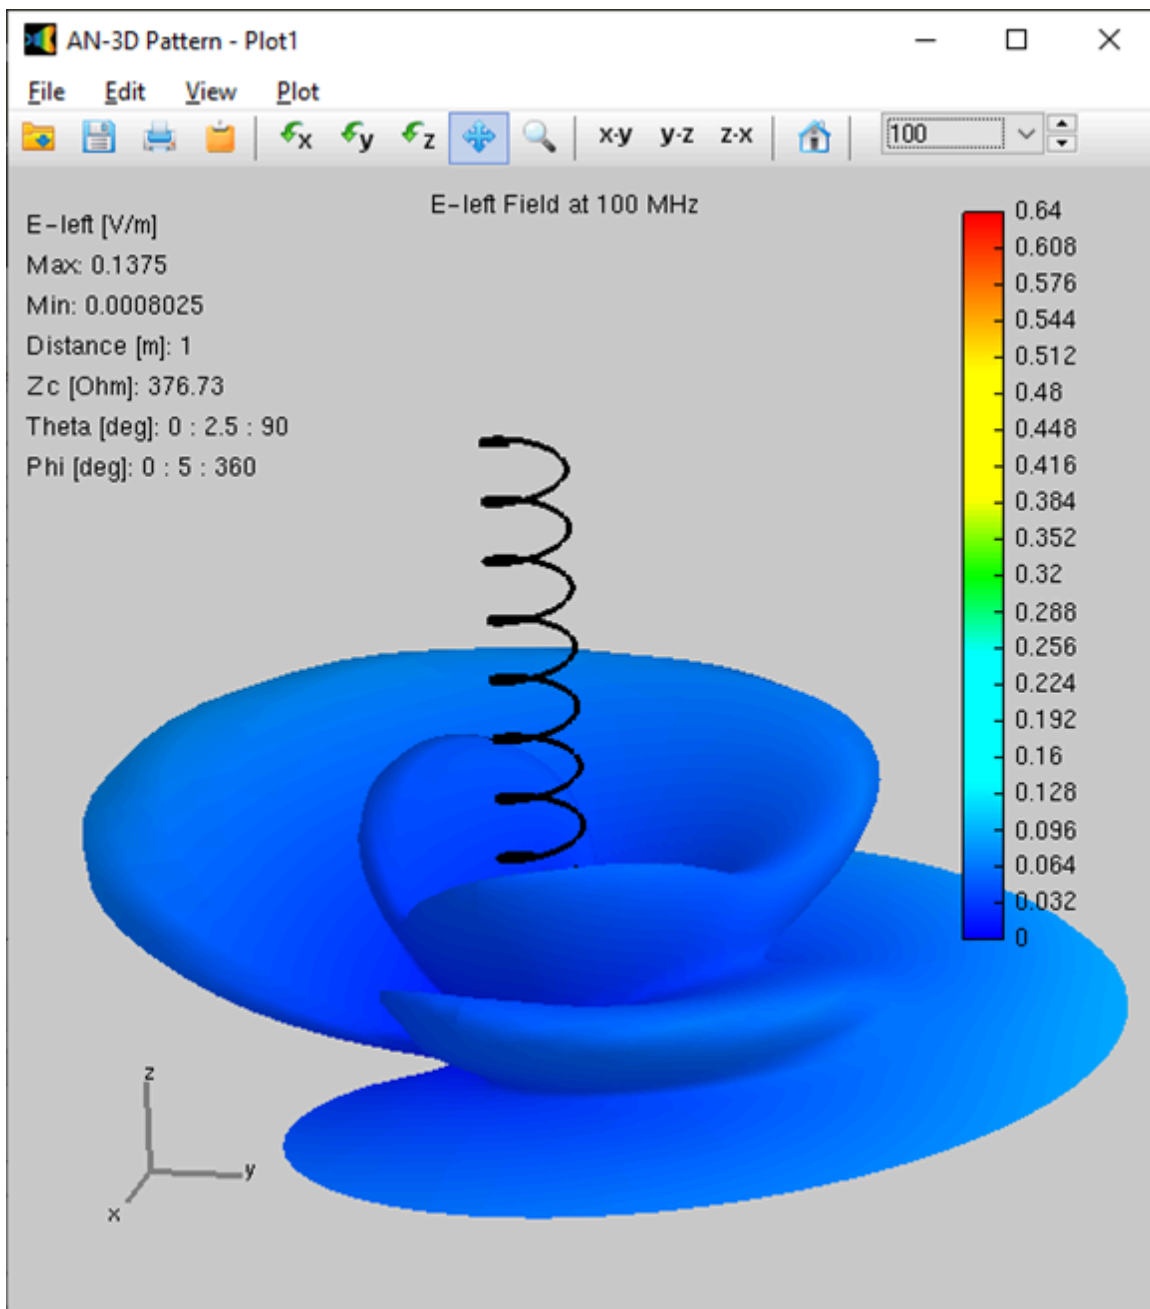 AN-3D Pattern - Plot1
File Edit View Plot
x y z x-y y-z z-x 100
E-left Field at 100 MHz
E-left [V/m]
Max: 0.1375
Min: 0.0008025
Distance [m]: 1
Zc [Ohm]: 376.73
Theta [deg]: 0 : 2.5 : 90
Phi [deg]: 0 : 5 : 360
0.64
0.608
0.576
0.544
0.512
0.48
0.448
0.416
0.384
0.352
0.32
0.288
0.256
0.224
0.192
0.16
0.128
0.096
0.064
0.032
0
z
y
x